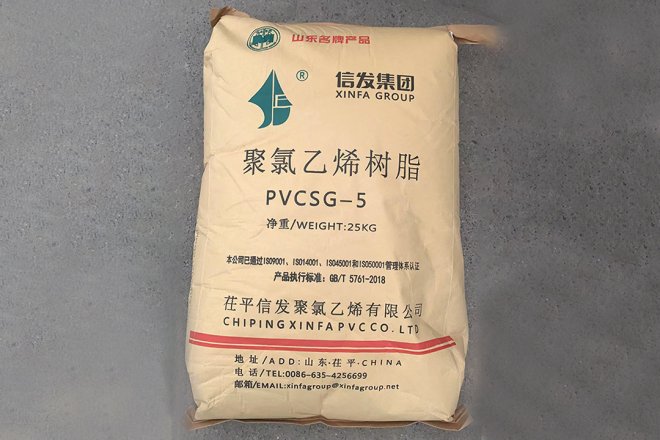 山东名牌产品
®
信发集团
XINFA GROUP
聚氯乙烯树脂
PVCSG-5
净重/WEIGHT:25KG
本公司已通过ISO9001、ISO14001、ISO45001和ISO50001管理体系认证
产品执行标准: GB/T 5761-2018
茌平信发聚氯乙烯有限公司
CHIPINGXINFAPVCCO.LTD
地址/ADD:山东·茌平·CHINA
电话/TEL:0086-635-4256699
邮箱/EMAIL:xinfagroup@xinfagroup.net